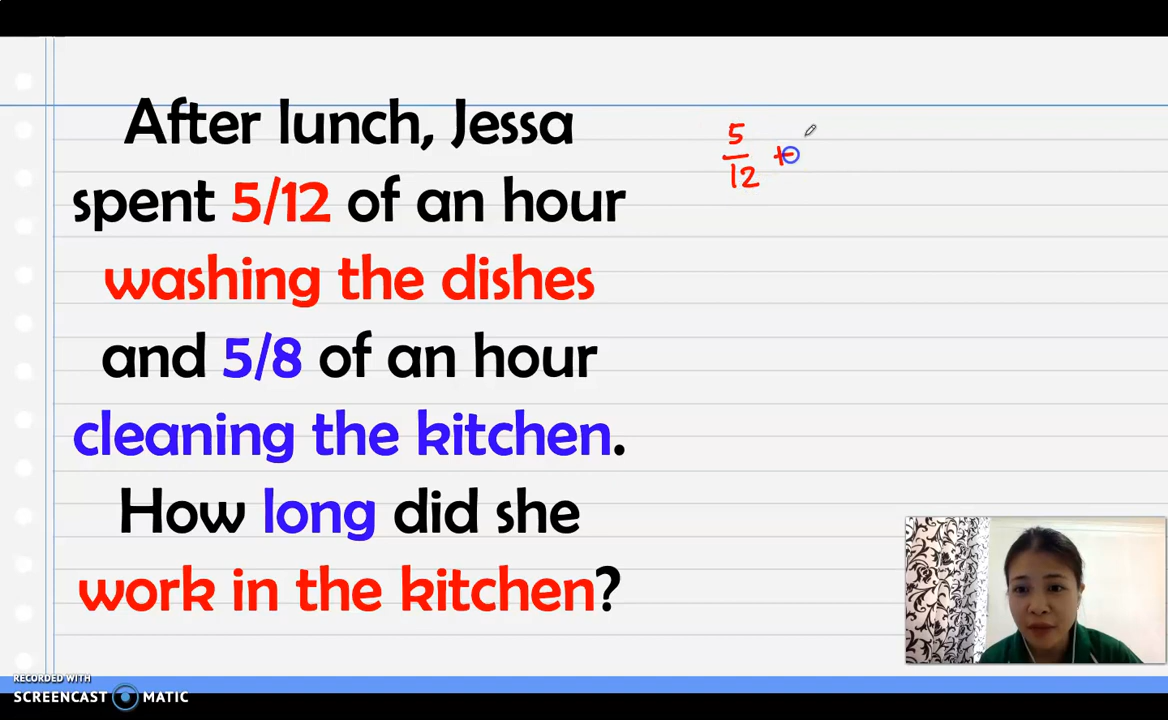 After lunch, Jessa
spent 5/12 of an hour
washing the dishes
and 5/8 of an hour
cleaning the kitchen.
How long did she
work in the kitchen?
5/12 +
RECORDED WITH
SCREENCAST MATIC